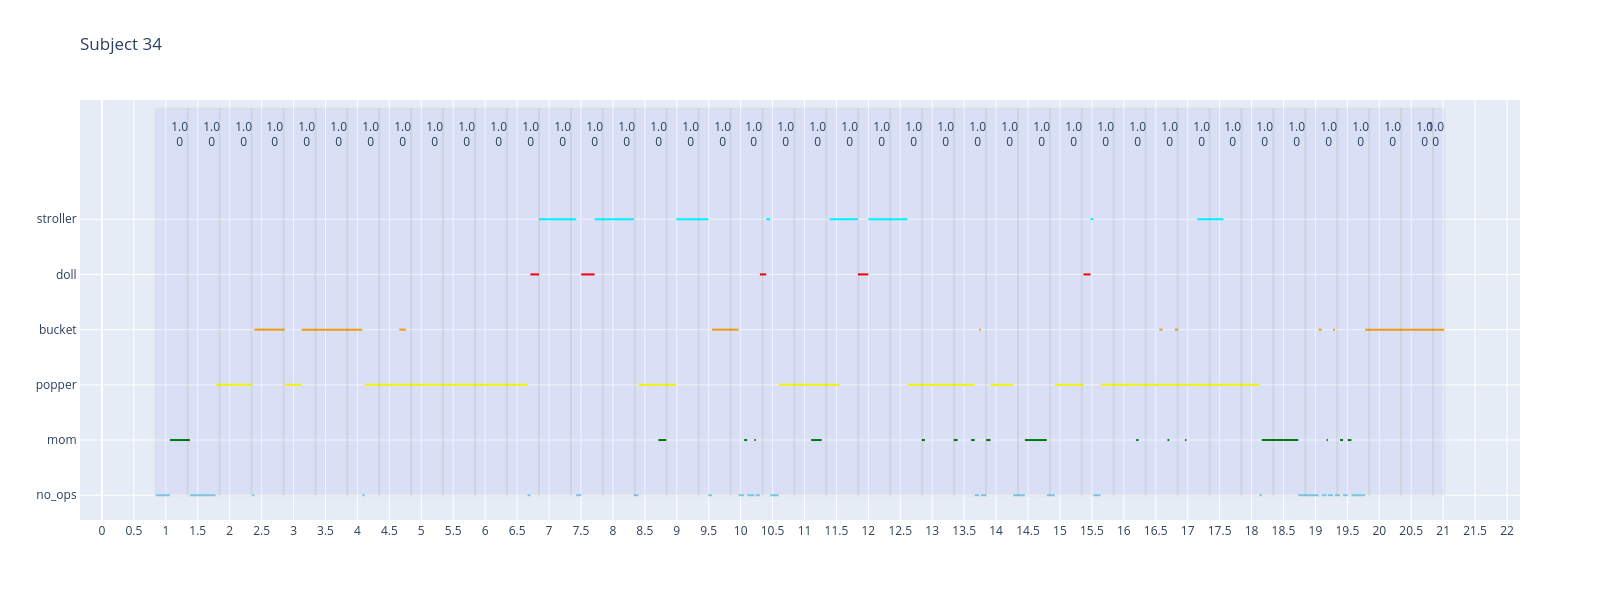 Subject 34
1.0 1.0 1.0 1.0 1.0 1.0 1.0 1.0 1.0 1.0 1.0 1.0 1.0 1.0 1.0 1.0 1.0 1.0 1.0 1.0 1.0 1.0 1.0 1.0 1.0 1.0 1.0 1.0 1.0 1.0 1.0 1.0 1.0 1.0 1.0 1.0 1.0 1.0 1.0 1.0 1.0
0 0 0 0 0 0 0 0 0 0 0 0 0 0 0 0 0 0 0 0 0 0 0 0 0 0 0 0 0 0 0 0 0 0 0 0 0 0 0 0 0
stroller
doll
bucket
popper
mom
no_ops
0 0.5 1 1.5 2 2.5 3 3.5 4 4.5 5 5.5 6 6.5 7 7.5 8 8.5 9 9.5 10 10.5 11 11.5 12 12.5 13 13.5 14 14.5 15 15.5 16 16.5 17 17.5 18 18.5 19 19.5 20 20.5 21 21.5 22